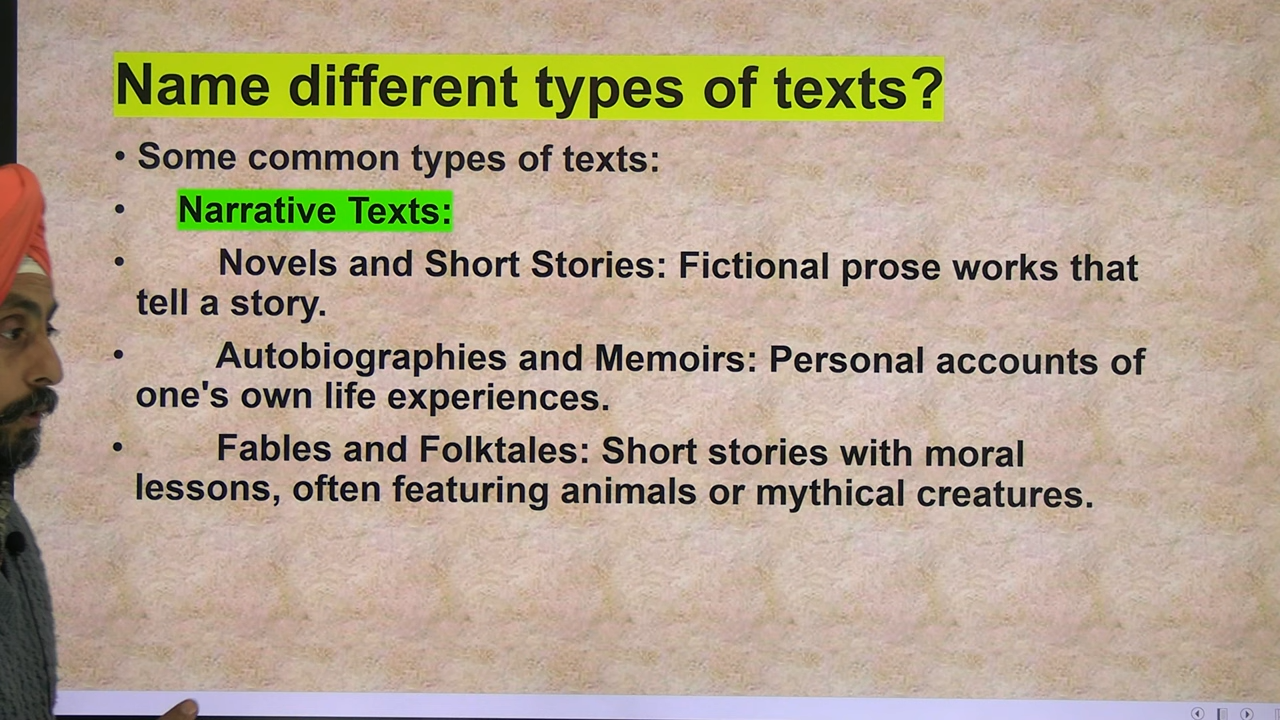 Name different types of texts?
• Some common types of texts:
• Narrative Texts:
• Novels and Short Stories: Fictional prose works that
tell a story.
• Autobiographies and Memoirs: Personal accounts of
one's own life experiences.
• Fables and Folktales: Short stories with moral
lessons, often featuring animals or mythical creatures.